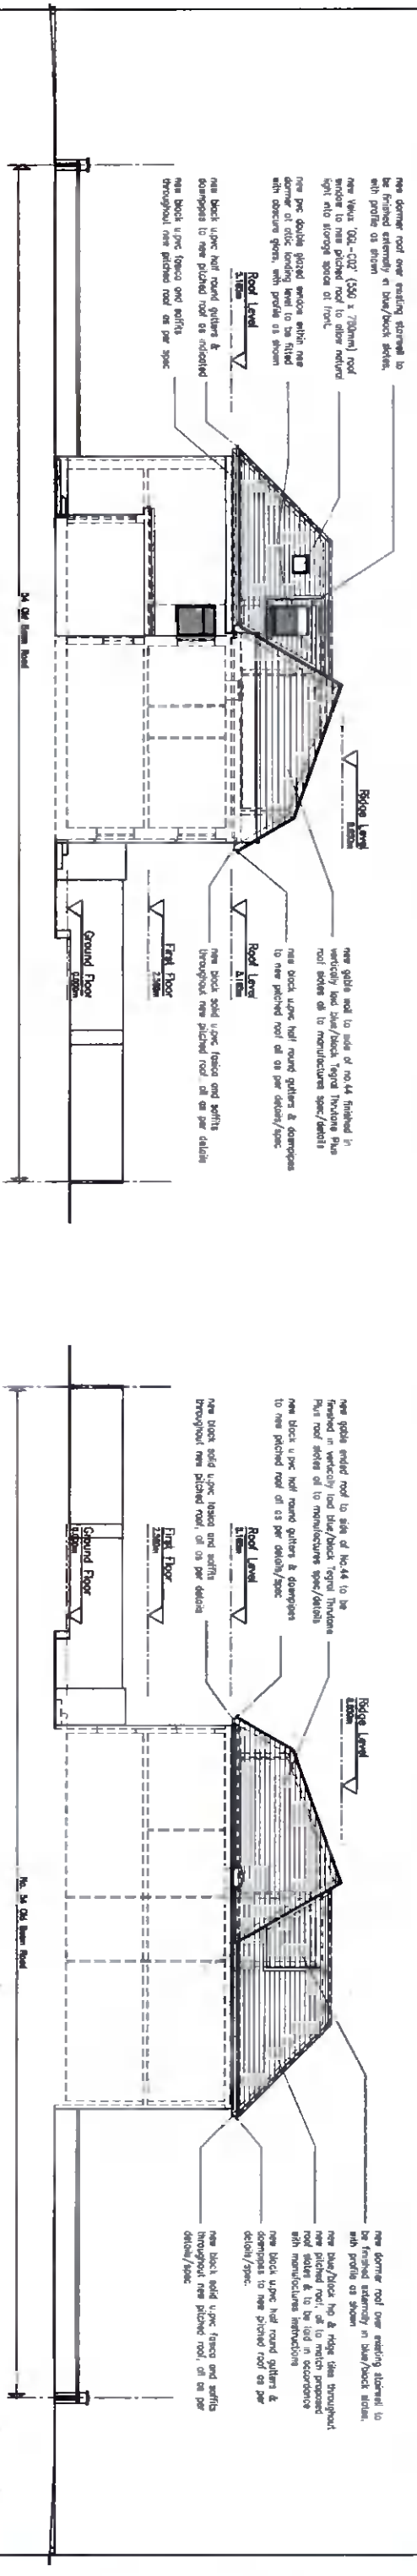 new dormer roof over existing stairwell to
be finished externally in blue/black slates,
with profile as shown
new Velux 'GGL-C02' (550 x 780mm) roof
window to new pitched roof to allow natural
light into storage space at front.
new pvc double glazed window within new
dormer at attic landing level to be fitted
with obscure glass, with profile as shown
new black u.pvc half round gutters &
downpipes to new pitched roof as indicated
new black u.pvc fascia and soffits
throughout new pitched roof as per spec
Roof Level
Ridge Level
new gable wall to side of no.44 finished in
vertically laid blue/black Tegral Thrutone Plus
roof slates all to manufactures spec/details
new black u.pvc half round gutters & downpipes
to new pitched roof all as per details/spec
new black solid u.pvc fasica and soffits
throughout new pitched roof, all as per details
Roof Level
First Floor
Ground Floor
0.000m
54 Old Road
new gable ended roof to side of No.44 to be
finished in vertically laid blue/black Tegral Thrutone
Plus roof slates all to manufactures spec/details
new black u.pvc half round gutters & downpipes
to new pitched roof all as per details/spec
new black solid u.pvc fasica and soffits
throughout new pitched roof, all as per details
Ridge Level
Roof Level
First Floor
Ground Floor
0.000m
No. 54 Old Road
new dormer roof over existing stairwell to
be finished externally in blue/black slates,
with profile as shown
new blue/black hip & ridge tiles throughout
new pitched roof, all to match proposed
roof slates & to be laid in accordance
with manufactures instructions
new black u.pvc half round gutters &
downpipes to new pitched roof as per
details/spec.
new black solid u.pvc fasica and soffits
throughout new pitched roof, all as per
details/spec